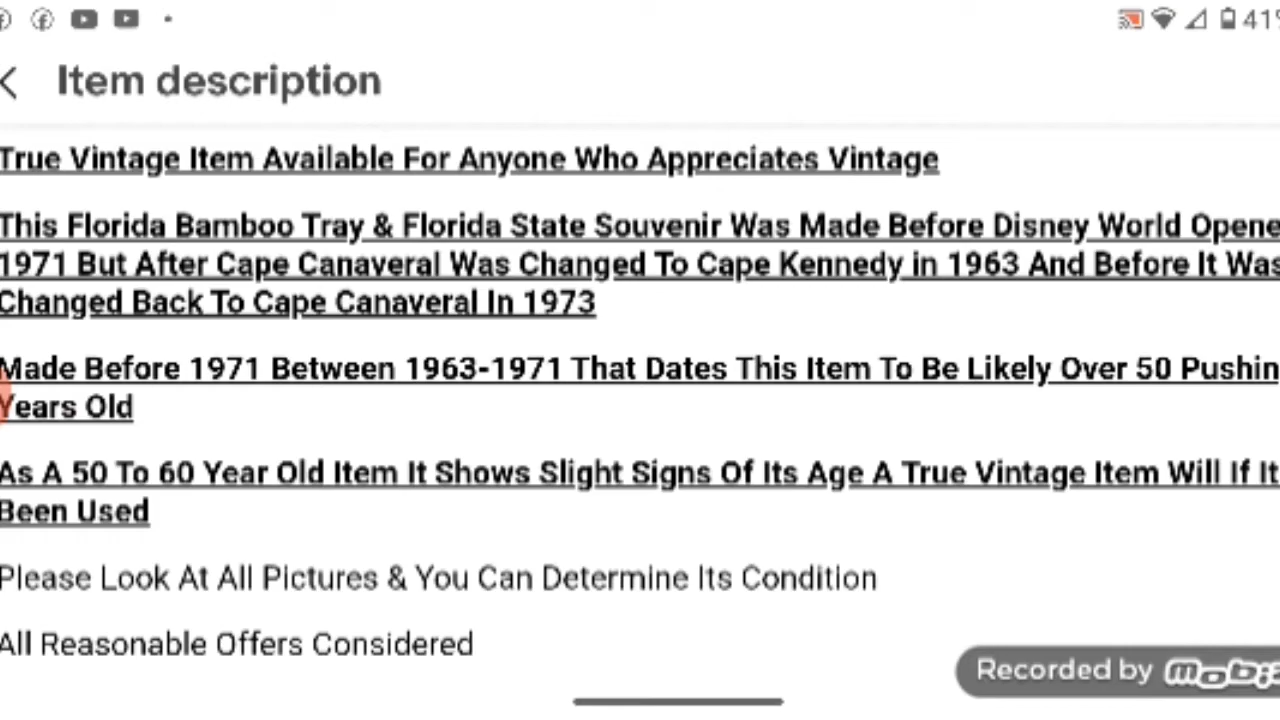 41%
Item description
True Vintage Item Available For Anyone Who Appreciates Vintage
This Florida Bamboo Tray & Florida State Souvenir Was Made Before Disney World Opene
1971 But After Cape Canaveral Was Changed To Cape Kennedy in 1963 And Before It Was
Changed Back To Cape Canaveral In 1973
Made Before 1971 Between 1963-1971 That Dates This Item To Be Likely Over 50 Pushin
Years Old
As A 50 To 60 Year Old Item It Shows Slight Signs Of Its Age A True Vintage Item Will If It
Been Used
Please Look At All Pictures & You Can Determine Its Condition
All Reasonable Offers Considered
Recorded by